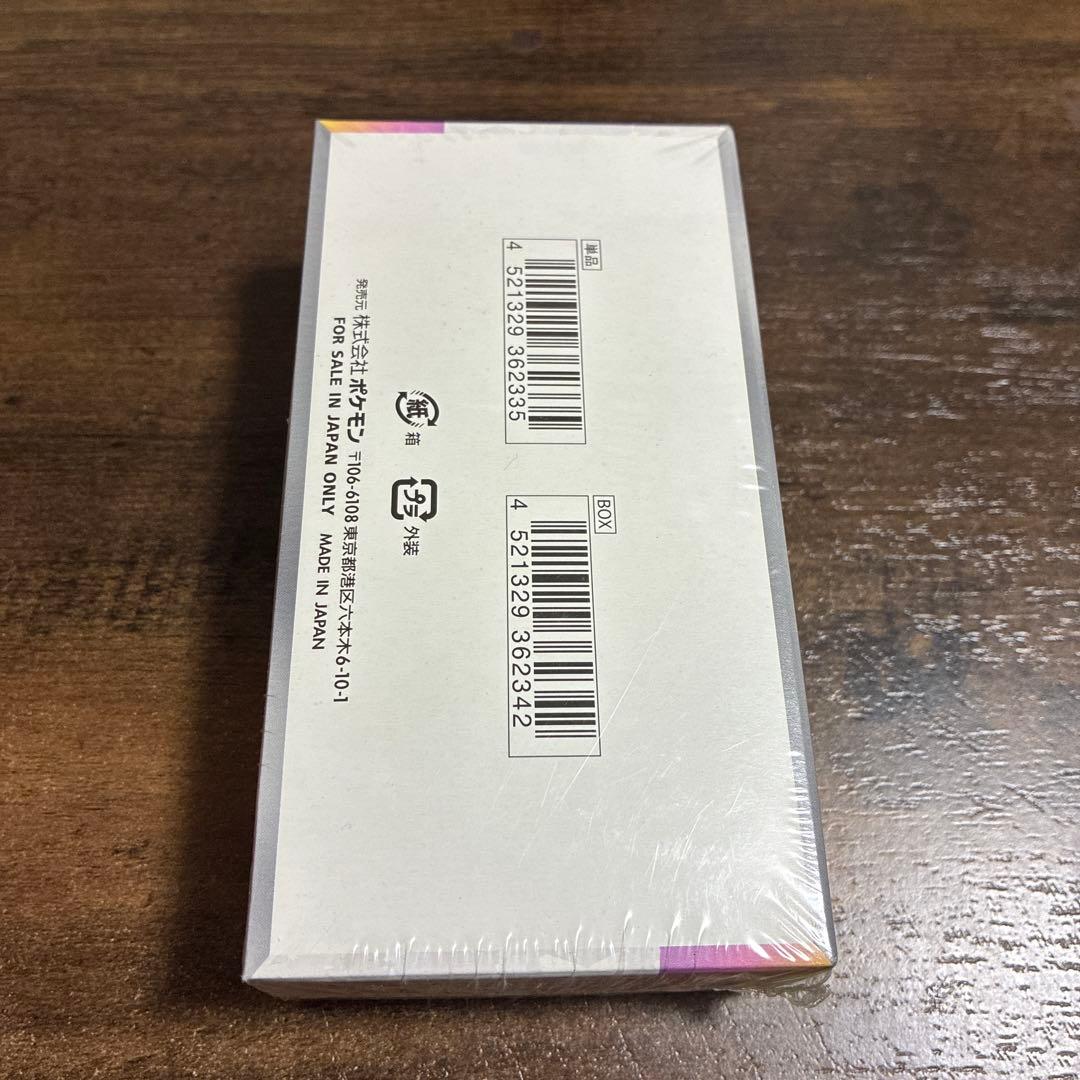 単品
4 521329 362335
BOX
4 521329 362342
紙 箱
プラ 外装
発売元 株式会社 ポケモン 〒106-6108 東京都港区六本木6-10-1
FOR SALE IN JAPAN ONLY MADE IN JAPAN